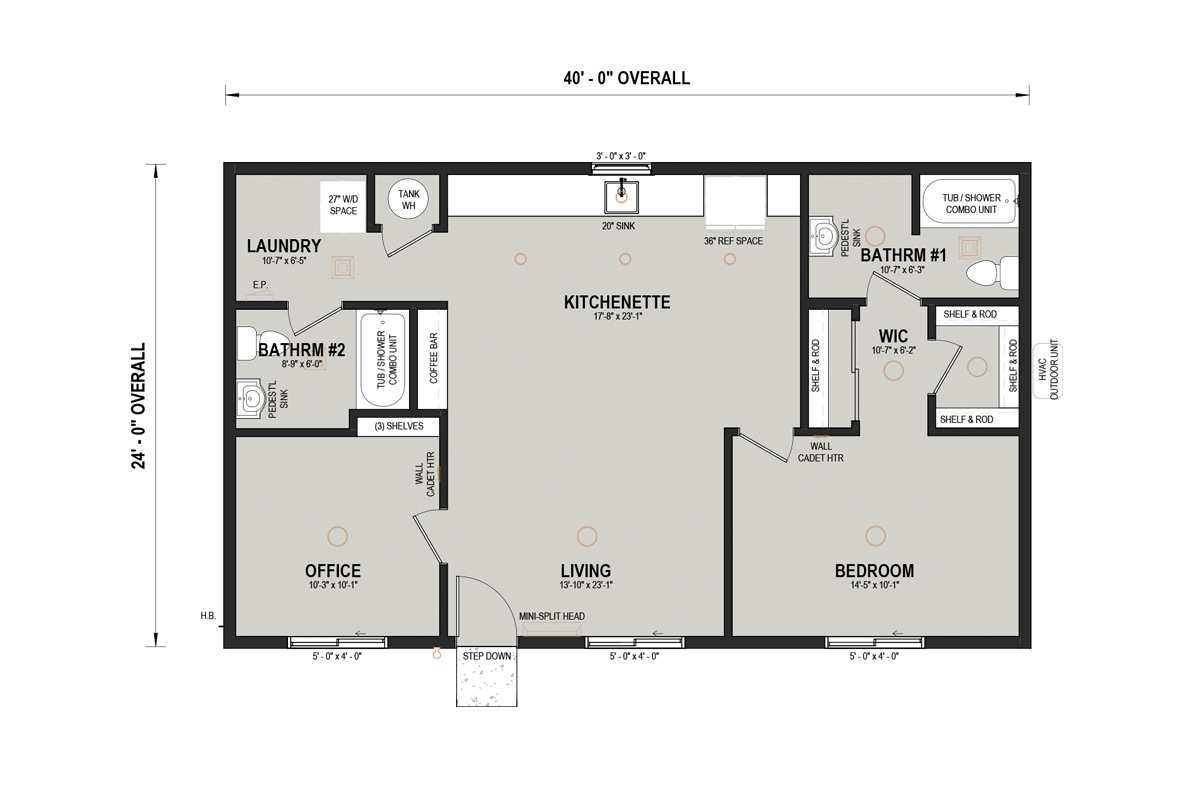 40' - 0" OVERALL
3' - 0" x 3' - 0"
27" W/D
SPACE
TANK
WH
20" SINK
36" REF SPACE
TUB / SHOWER
COMBO UNIT
PEDEST'L
SINK
LAUNDRY
10'-7" x 6'-5"
BATHRM #1
10'-7" x 6'-3"
E.P.
KITCHENETTE
17'-8" x 23'-1"
SHELF & ROD
WIC
10'-7" x 6'-2"
SHELF & ROD
SHELF & ROD
SHELF & ROD
HVAC
OUTDOOR UNIT
BATHRM #2
8'-9" x 6'-0"
TUB / SHOWER
COMBO UNIT
COFFEE BAR
PEDEST'L
SINK
24' - 0" OVERALL
(3) SHELVES
WALL
CADET HTR
WALL
CADET HTR
OFFICE
10'-3" x 10'-1"
LIVING
13'-10" x 23'-1"
BEDROOM
14'-5" x 10'-1"
H.B.
MINI-SPLIT HEAD
5' - 0" x 4' - 0"
STEP DOWN
5' - 0" x 4' - 0"
5' - 0" x 4' - 0"